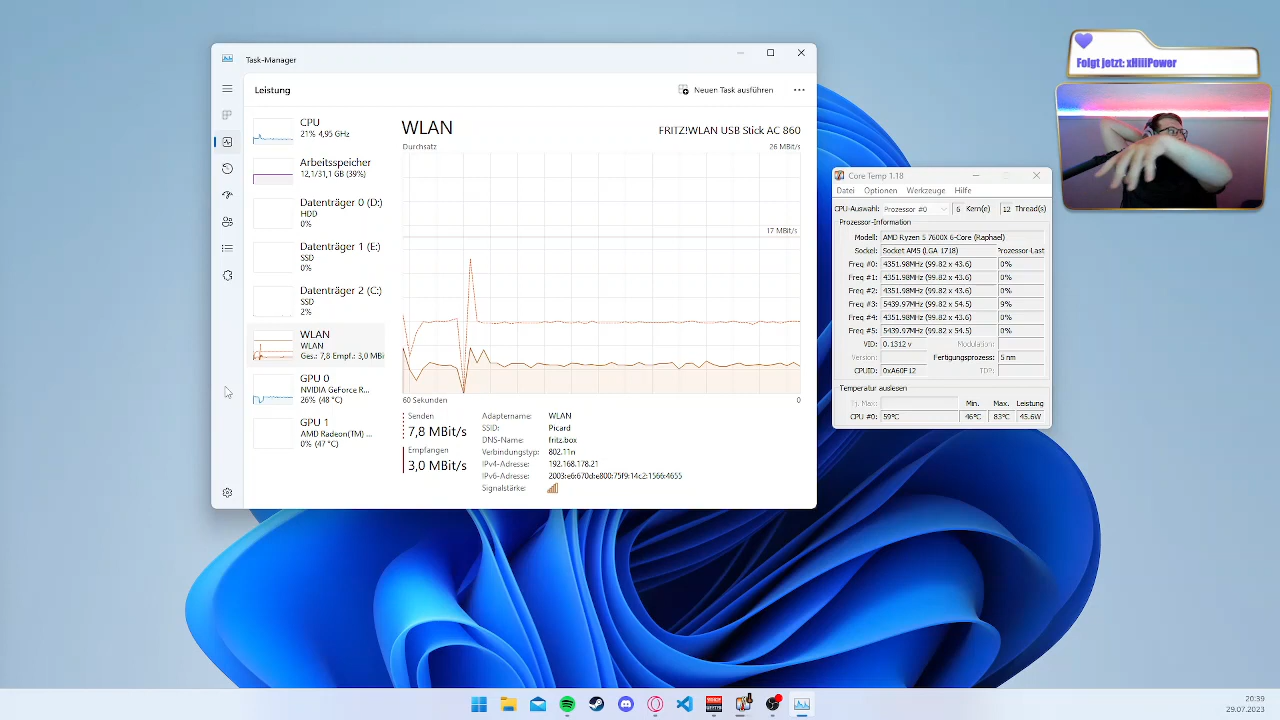 Task-Manager
Leistung
Neuen Task ausführen
CPU
21% 4,95 GHz
Arbeitsspeicher
12,1/31,1 GB (39%)
Datenträger 0 (D:)
HDD
0%
Datenträger 1 (E:)
SSD
0%
Datenträger 2 (C:)
SSD
2%
WLAN
WLAN
Ges.: 7,8 Empf.: 3,0 MBi
GPU 0
NVIDIA GeForce R...
26% (48 °C)
GPU 1
AMD Radeon(TM) ...
0% (47 °C)
WLAN
FRITZ!WLAN USB Stick AC 860
Durchsatz
26 MBit/s
17 MBit/s
60 Sekunden
0
Senden
7,8 MBit/s
Empfangen
3,0 MBit/s
Adaptername: WLAN
SSID: Picard
DNS-Name: fritz.box
Verbindungstyp: 802.11n
IPv4-Adresse: 192.168.178.21
IPv6-Adresse:
Signalstärke:
Core Temp 1.18
Datei Optionen Werkzeuge Hilfe
CPU-Auswahl: Prozessor #0 6 Kern(e) 12 Thread(s)
Prozessor-Information
Modell: AMD Ryzen 5 7600X 6-Core (Raphael)
Sockel: Socket AM5 (LGA 1718) Prozessor-Last
Freq #0: 4351.98MHz (99.82 x 43.6) 0%
Freq #1: 4351.98MHz (99.82 x 43.6) 0%
Freq #2: 4351.98MHz (99.82 x 43.6) 0%
Freq #3: 5439.97MHz (99.82 x 54.5) 9%
Freq #4: 4351.98MHz (99.82 x 43.6) 0%
Freq #5: 5439.97MHz (99.82 x 54.5) 0%
VID: 0.1312 v Modulation:
Version: Fertigungsprozess: 5 nm
CPUID: 0xA60F12 TDP:
Temperatur auslesen
Tj. Max: Min. Max. Leistung
CPU #0: 59°C 46°C 83°C 45.6W
Folgt jetzt: xHiiiPower
20:39
29.07.2023